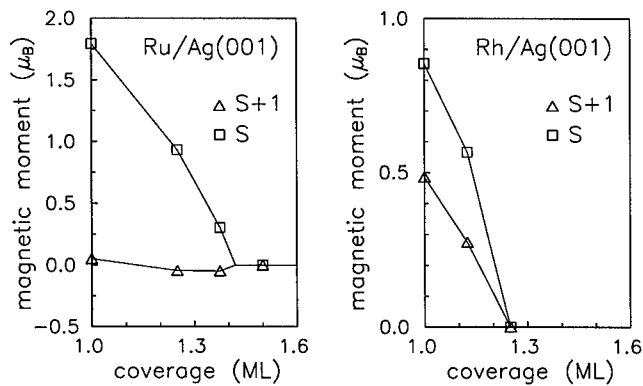 2.0
1.5
1.0
0.5
0.0
−0.5
magnetic moment (μB)
Ru/Ag(001)
△ S+1
□ S
1.0 1.3 1.6
coverage (ML)
1.0
0.5
0.0
magnetic moment (μB)
Rh/Ag(001)
△ S+1
□ S
1.0 1.3 1.6
coverage (ML)